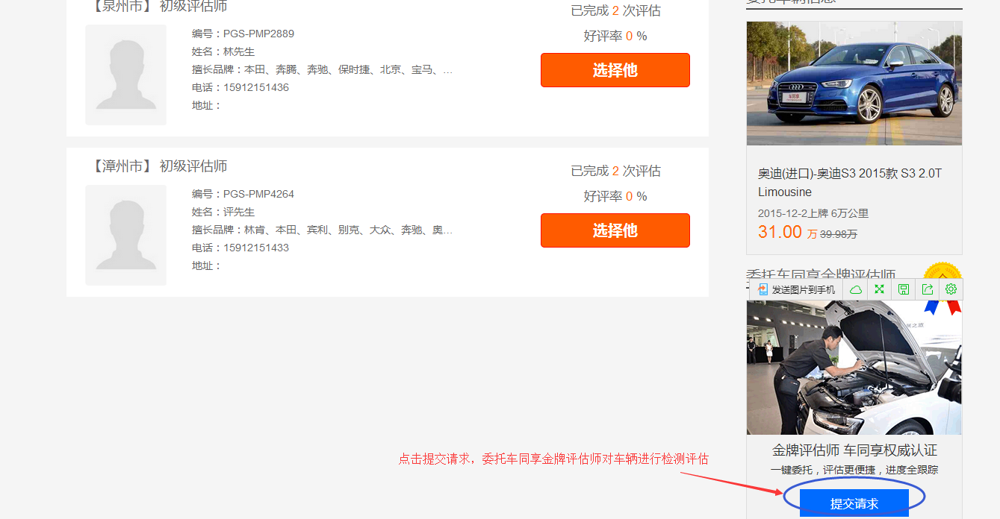 【泉州市】 初级评估师
编号：PGS-PMP2889
姓名：林先生
擅长品牌：本田、奔腾、奔驰、保时捷、北京、宝马、...
电话：15912151436
地址：
已完成 2 次评估
好评率 0 %
选择他
【漳州市】 初级评估师
编号：PGS-PMP4264
姓名：评先生
擅长品牌：林肯、本田、宾利、别克、大众、奔驰、奥...
电话：15912151433
地址：
已完成 2 次评估
好评率 0 %
选择他
委托车辆信息
车同享
奥迪(进口)-奥迪S3 2015款 S3 2.0T
Limousine
2015-12-2上牌 6万公里
31.00 万 39.98万
委托车同享金牌评估师
发送图片到手机
金牌评估师 车同享权威认证
一键委托，评估更便捷，进度全跟踪
点击提交请求，委托车同享金牌评估师对车辆进行检测评估
提交请求